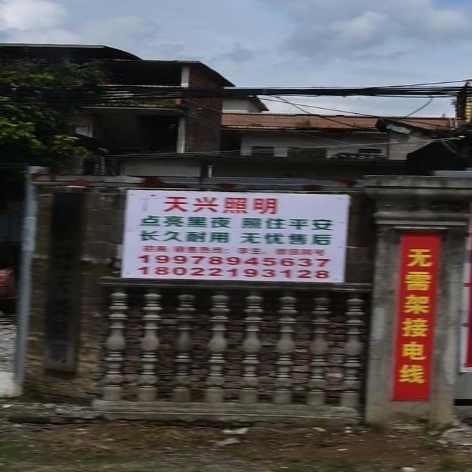 天兴照明
点亮黑夜 照住平安
长久耐用 无忧售后
19978945637
18022193128
无需架接电线